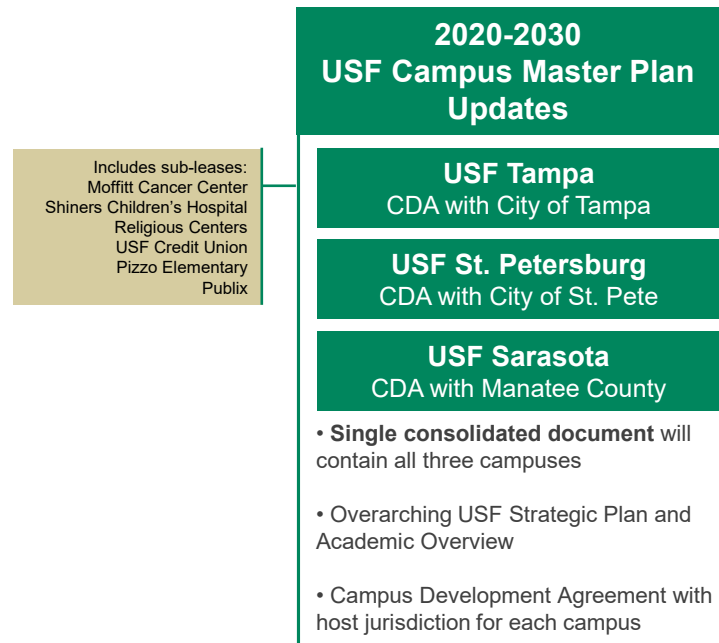 2020-2030
USF Campus Master Plan
Updates
Includes sub-leases:
Moffitt Cancer Center
Shiners Children's Hospital
Religious Centers
USF Credit Union
Pizzo Elementary
Publix
USF Tampa
CDA with City of Tampa
USF St. Petersburg
CDA with City of St. Pete
USF Sarasota
CDA with Manatee County
• Single consolidated document will
contain all three campuses
• Overarching USF Strategic Plan and
Academic Overview
• Campus Development Agreement with
host jurisdiction for each campus